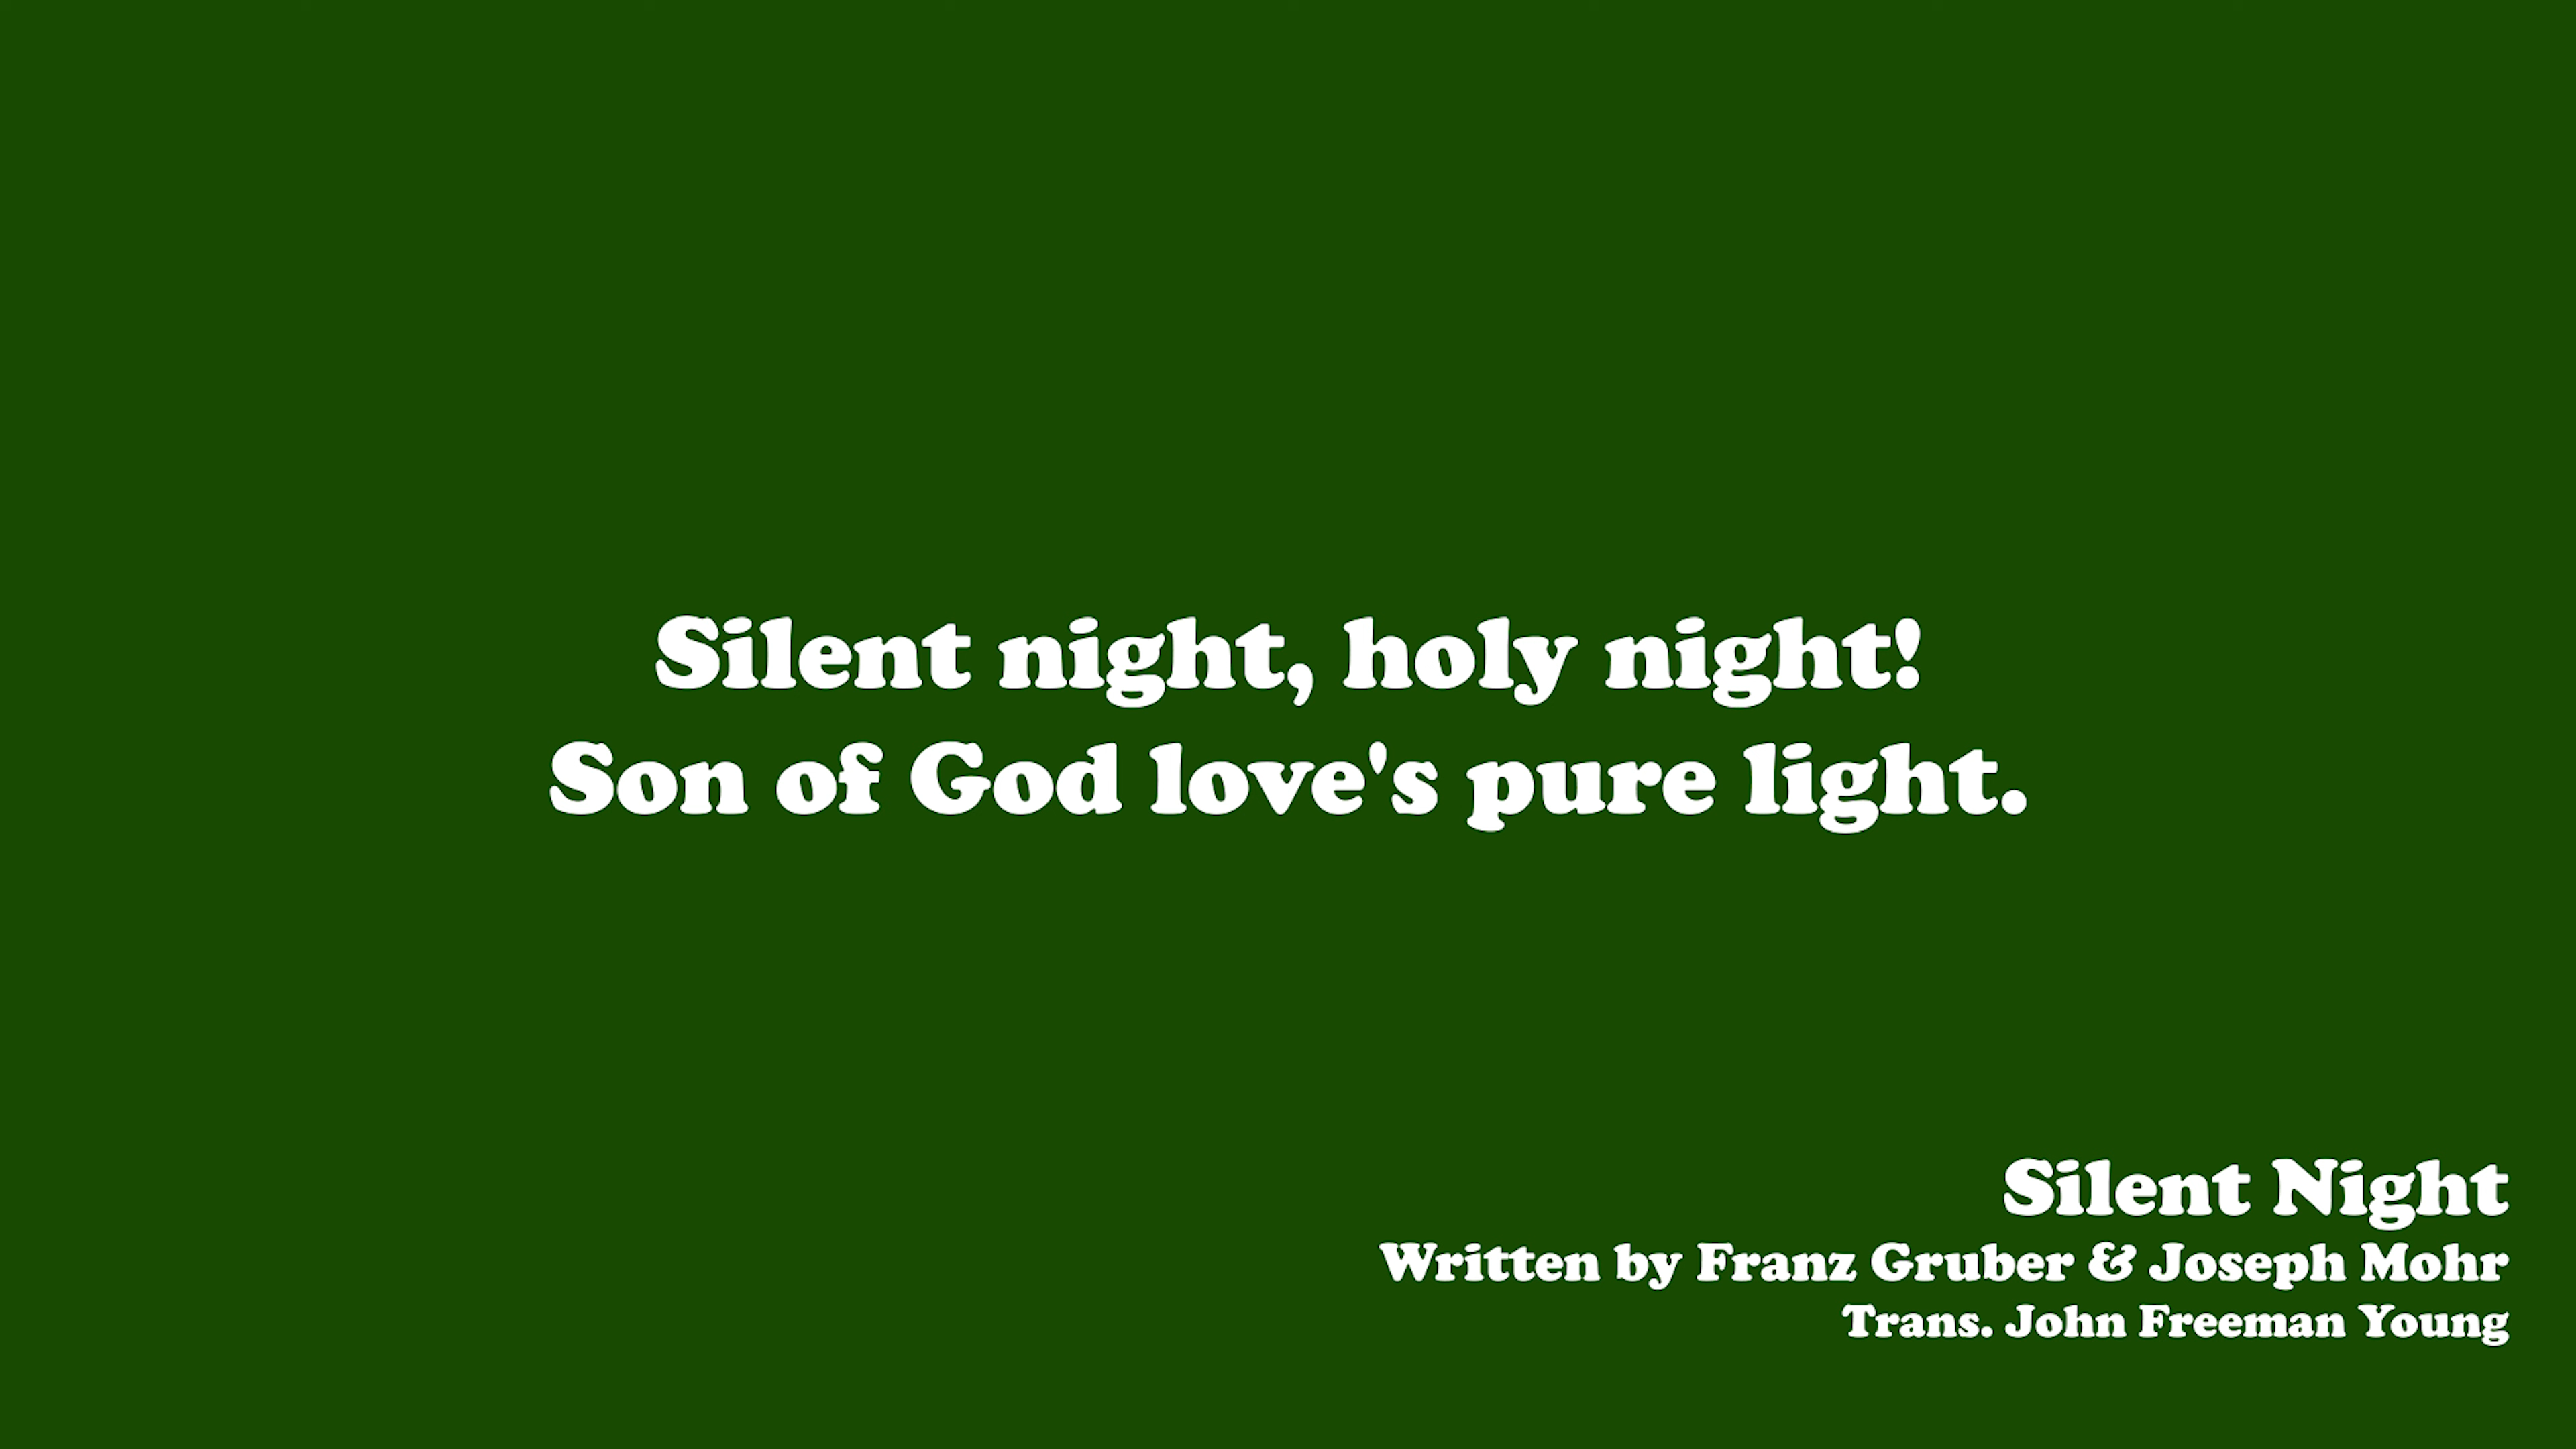 Silent night, holy night!
Son of God love's pure light.
Silent Night
Written by Franz Gruber & Joseph Mohr
Trans. John Freeman Young